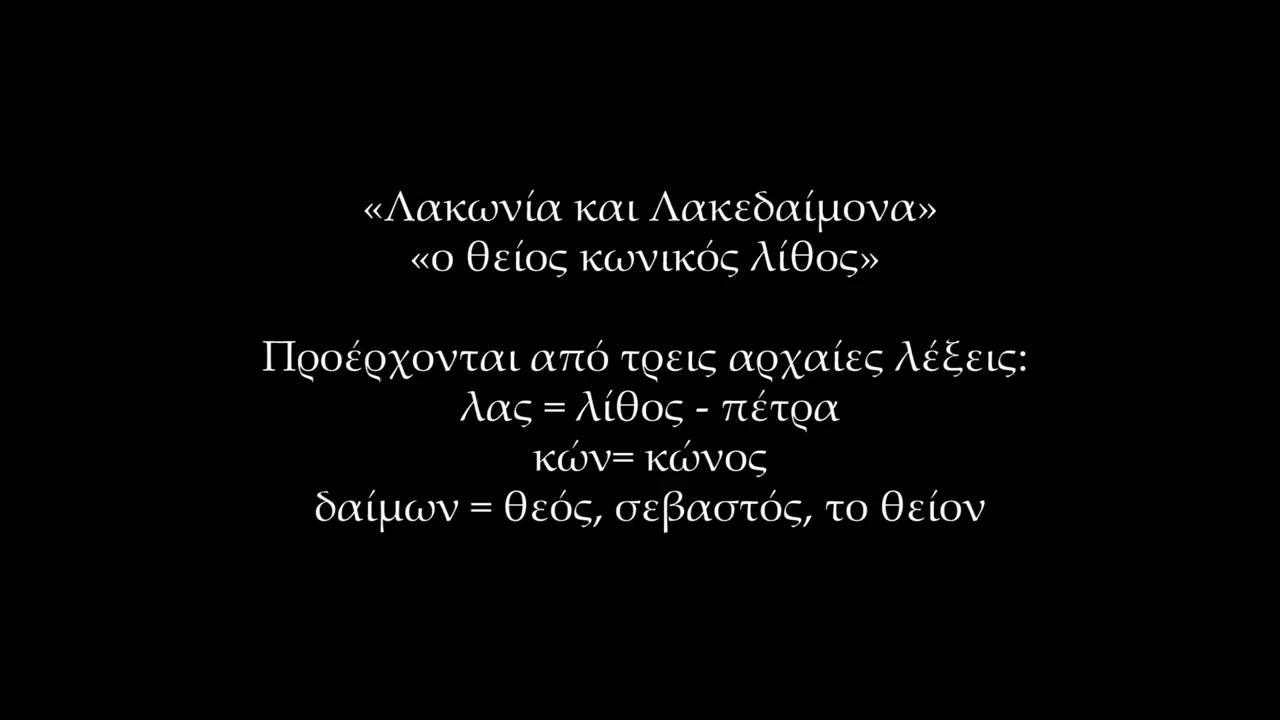 «Λακωνία και Λακεδαίμονα»
«ο θείος κωνικός λίθος»
Προέρχονται από τρεις αρχαίες λέξεις:
λας = λίθος - πέτρα
κών= κώνος
δαίμων = θεός, σεβαστός, το θείον